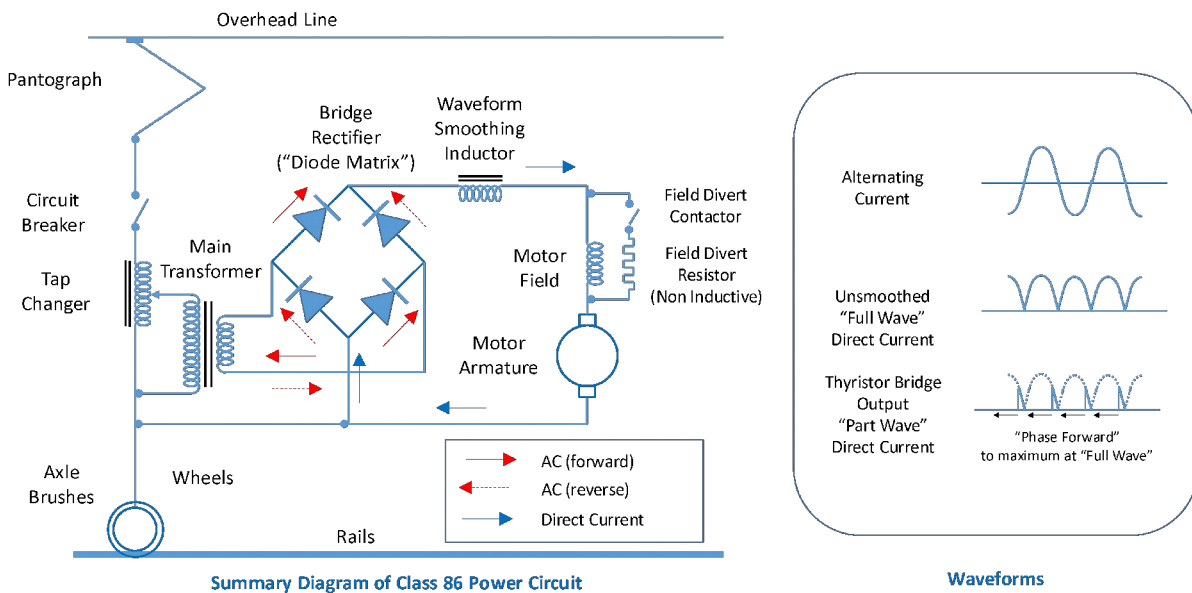 Overhead Line
Pantograph
Bridge
Rectifier
(“Diode Matrix”)
Waveform
Smoothing
Inductor
Circuit
Breaker
Field Divert
Contactor
Main
Transformer
Tap
Changer
Motor
Field
Field Divert
Resistor
(Non Inductive)
Motor
Armature
Axle
Brushes
Wheels
AC (forward)
AC (reverse)
Direct Current
Rails
Summary Diagram of Class 86 Power Circuit
Alternating
Current
Unsmoothed
“Full Wave”
Direct Current
Thyristor Bridge
Output
“Part Wave”
Direct Current
“Phase Forward”
to maximum at “Full Wave”
Waveforms